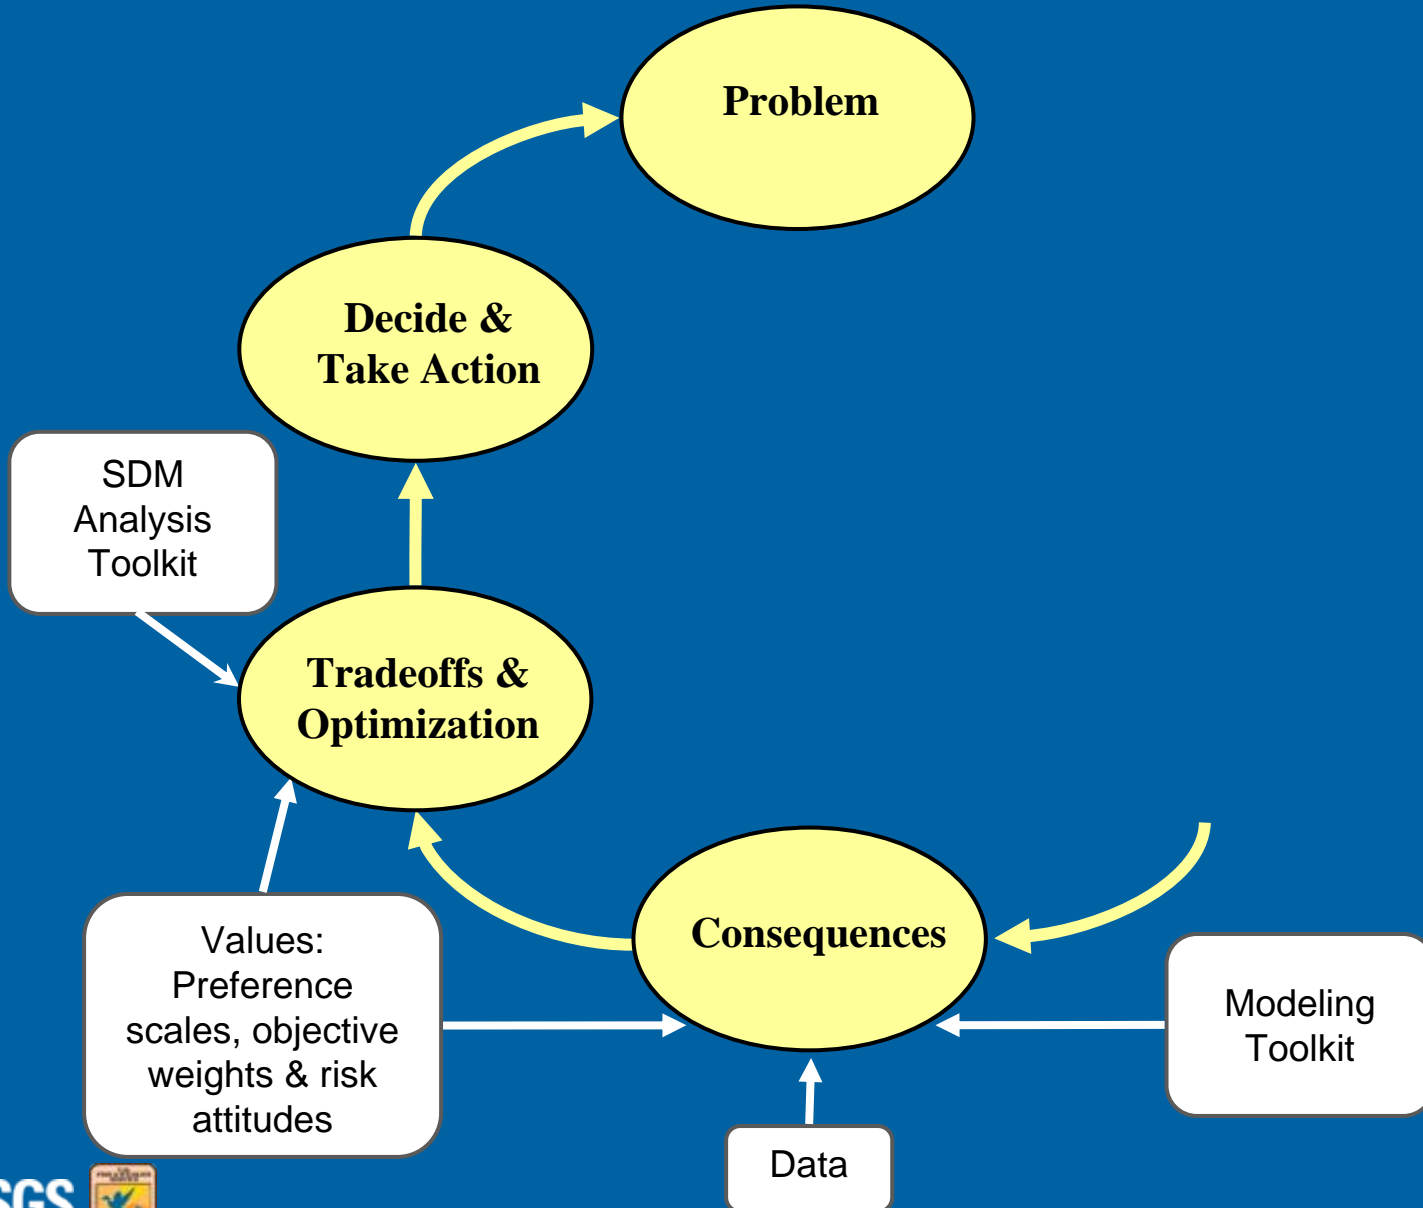 Problem
Decide &
Take Action
SDM
Analysis
Toolkit
Tradeoffs &
Optimization
Values:
Preference
scales, objective
weights & risk
attitudes
Consequences
Modeling
Toolkit
Data
SGS